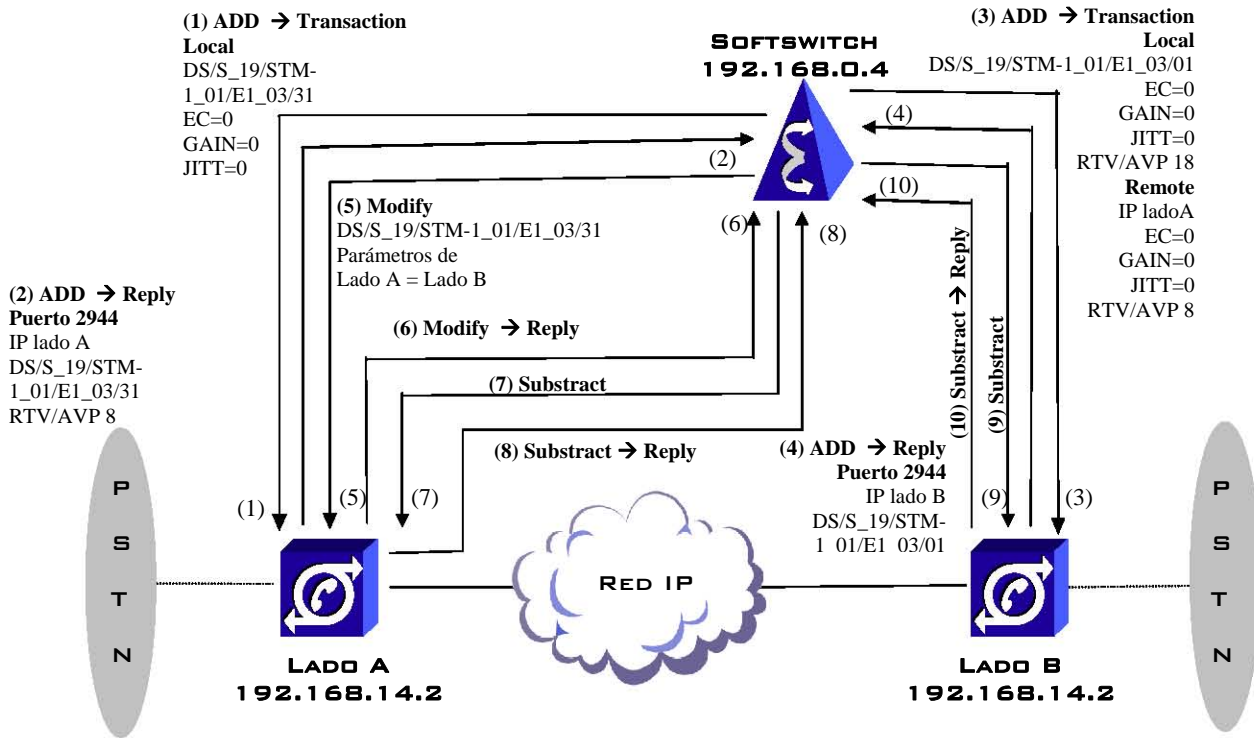 (1) ADD → Transaction
Local
DS/S_19/STM-
1_01/E1_03/31
EC=0
GAIN=0
JITT=0
SOFTSWITCH
192.168.0.4
(3) ADD → Transaction
Local
DS/S_19/STM-1_01/E1_03/01
EC=0
GAIN=0
JITT=0
RTV/AVP 18
Remote
IP ladoA
EC=0
GAIN=0
JITT=0
RTV/AVP 8
(4)
(2)
(10)
(5) Modify
DS/S_19/STM-1_01/E1_03/31
Parámetros de
Lado A = Lado B
(6)
(8)
(2) ADD → Reply
Puerto 2944
IP lado A
DS/S_19/STM-
1_01/E1_03/31
RTV/AVP 8
(6) Modify → Reply
(7) Substract
(8) Substract → Reply
(10) Substract → Reply
(9) Substract
(4) ADD → Reply
Puerto 2944
IP lado B
DS/S_19/STM-
1_01/E1_03/01
(1)
(5)
(7)
(9)
(3)
PSTN
RED IP
PSTN
LADO A
192.168.14.2
LADO B
192.168.14.2